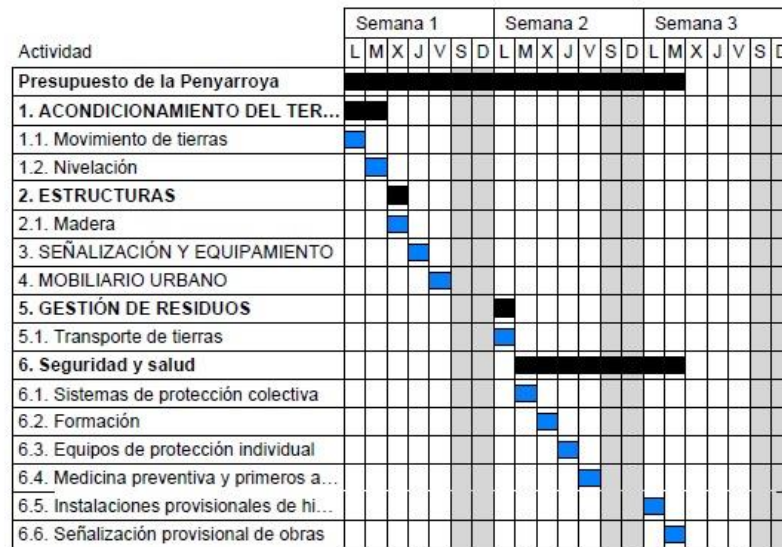 Semana 1 Semana 2 Semana 3
Actividad L M X J V S D L M X J V S D L M X J V S D
Presupuesto de la Penyarroya
1. ACONDICIONAMIENTO DEL TER...
1.1. Movimiento de tierras
1.2. Nivelación
2. ESTRUCTURAS
2.1. Madera
3. SEÑALIZACIÓN Y EQUIPAMIENTO
4. MOBILIARIO URBANO
5. GESTIÓN DE RESIDUOS
5.1. Transporte de tierras
6. Seguridad y salud
6.1. Sistemas de protección colectiva
6.2. Formación
6.3. Equipos de protección individual
6.4. Medicina preventiva y primeros a...
6.5. Instalaciones provisionales de hi...
6.6. Señalización provisional de obras